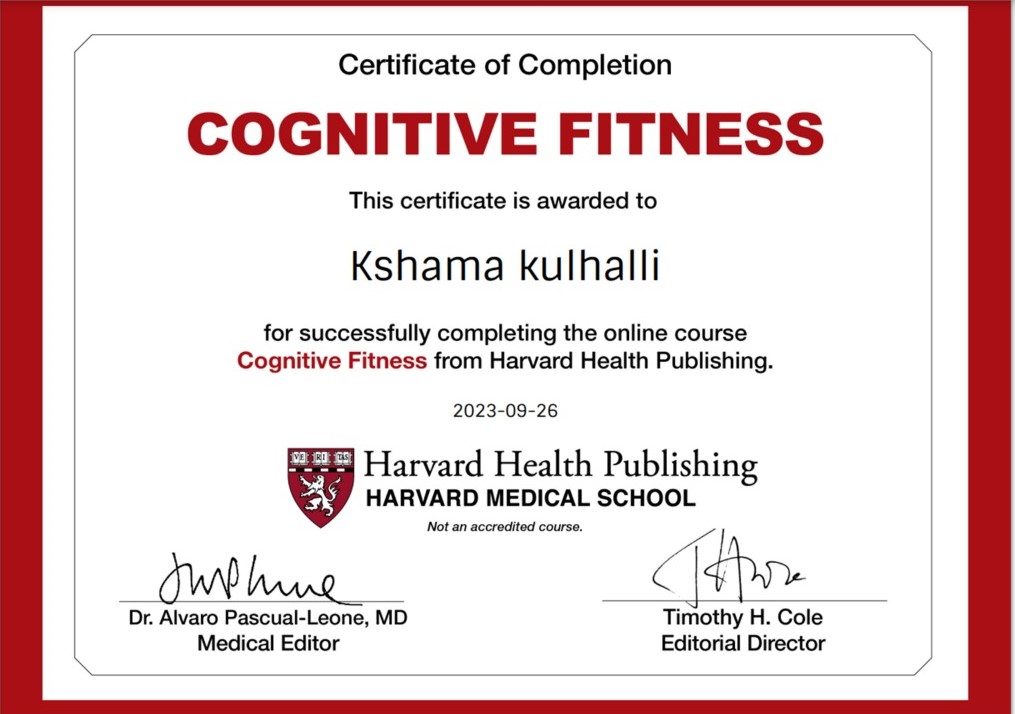 Certificate of Completion
COGNITIVE FITNESS
This certificate is awarded to
Kshama kulhalli
for successfully completing the online course
Cognitive Fitness from Harvard Health Publishing.
2023-09-26
VE RI TAS
Harvard Health Publishing
HARVARD MEDICAL SCHOOL
Not an accredited course.
Dr. Alvaro Pascual-Leone, MD
Medical Editor
Timothy H. Cole
Editorial Director